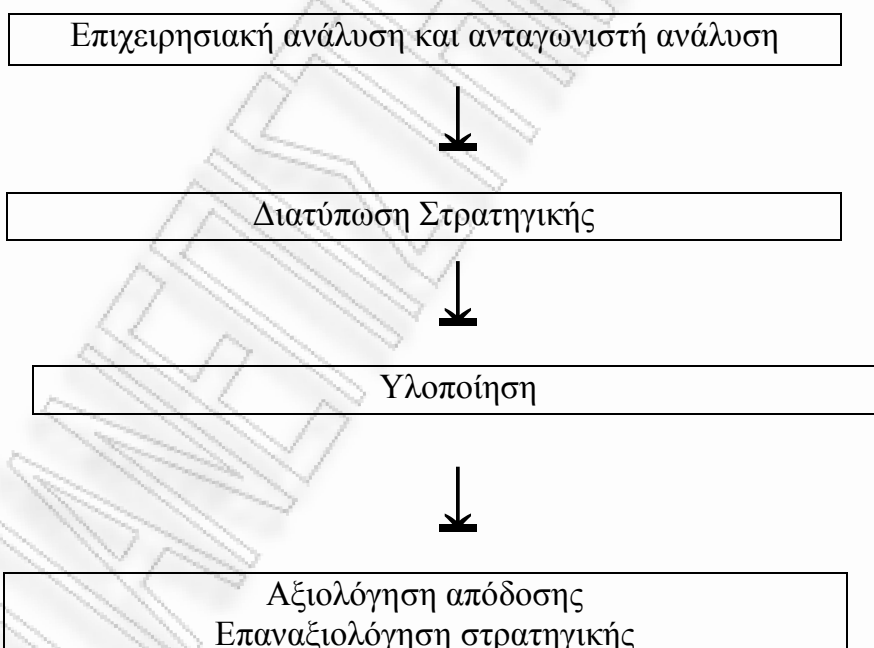 Επιχειρησιακή ανάλυση και ανταγωνιστή ανάλυση
Διατύπωση Στρατηγικής
Υλοποίηση
Αξιολόγηση απόδοσης
Επαναξιολόγηση στρατηγικής